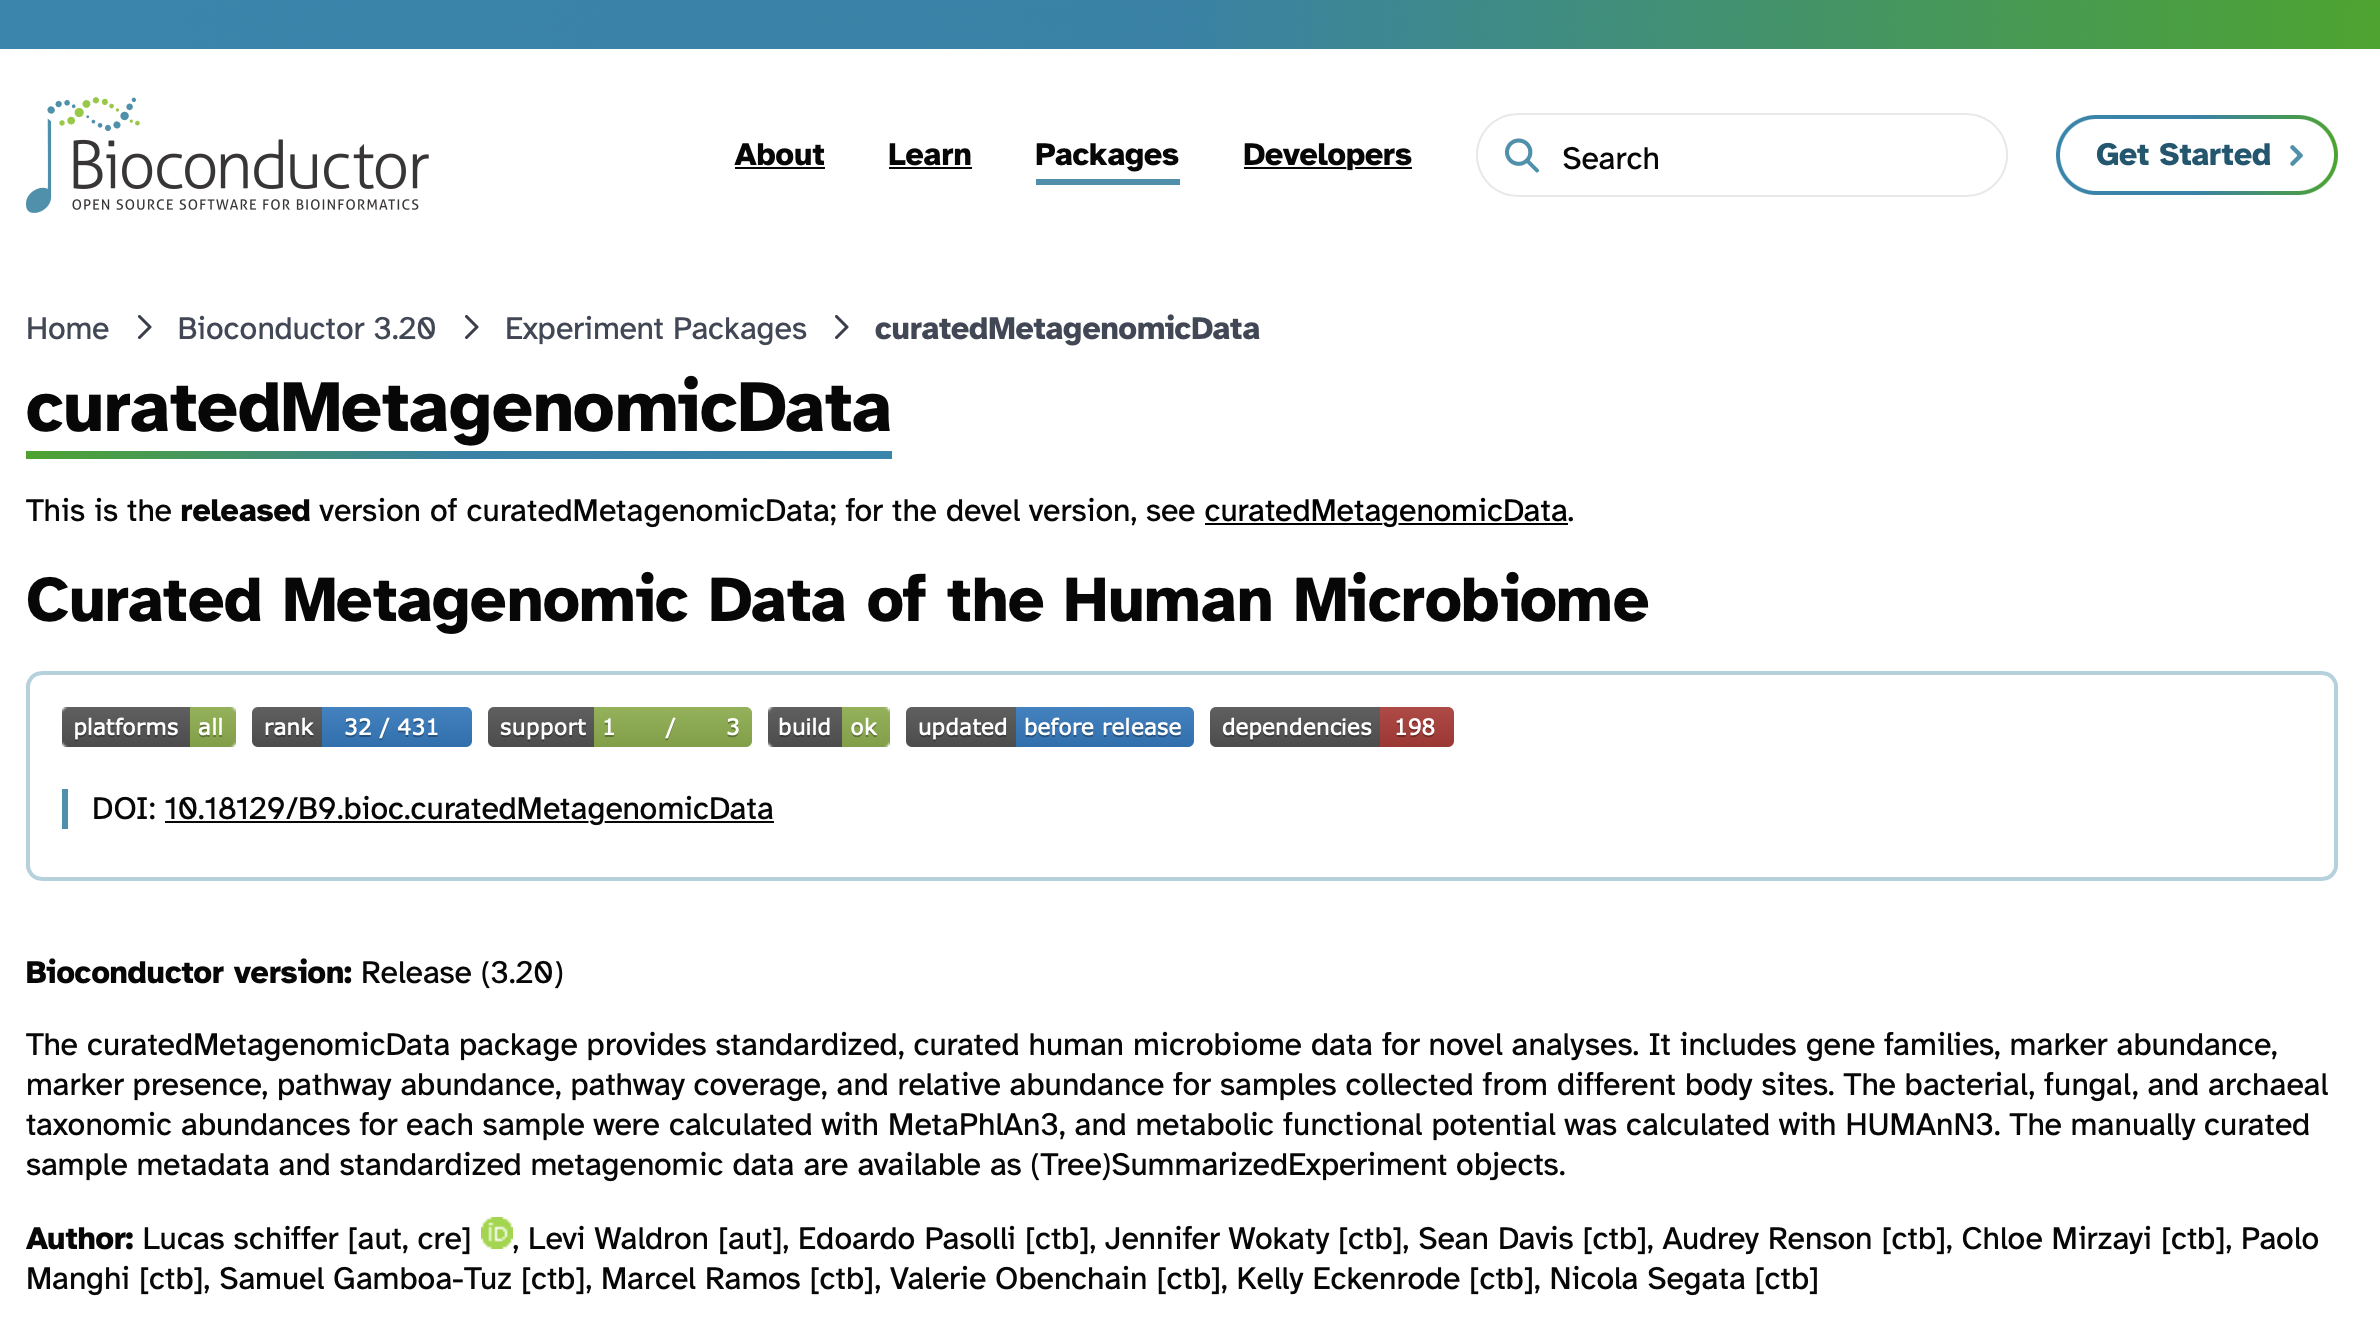 Bioconductor
OPEN SOURCE SOFTWARE FOR BIOINFORMATICS
About Learn Packages Developers Search Get Started
Home > Bioconductor 3.20 > Experiment Packages > curatedMetagenomicData
curatedMetagenomicData
This is the released version of curatedMetagenomicData; for the devel version, see curatedMetagenomicData.
Curated Metagenomic Data of the Human Microbiome
platforms all rank 32 / 431 support 1 / 3 build ok updated before release dependencies 198
DOI: 10.18129/B9.bioc.curatedMetagenomicData
Bioconductor version: Release (3.20)
The curatedMetagenomicData package provides standardized, curated human microbiome data for novel analyses. It includes gene families, marker abundance,
marker presence, pathway abundance, pathway coverage, and relative abundance for samples collected from different body sites. The bacterial, fungal, and archaeal
taxonomic abundances for each sample were calculated with MetaPhlAn3, and metabolic functional potential was calculated with HUMAnN3. The manually curated
sample metadata and standardized metagenomic data are available as (Tree)SummarizedExperiment objects.
Author: Lucas schiffer [aut, cre] iD, Levi Waldron [aut], Edoardo Pasolli [ctb], Jennifer Wokaty [ctb], Sean Davis [ctb], Audrey Renson [ctb], Chloe Mirzayi [ctb], Paolo
Manghi [ctb], Samuel Gamboa-Tuz [ctb], Marcel Ramos [ctb], Valerie Obenchain [ctb], Kelly Eckenrode [ctb], Nicola Segata [ctb]